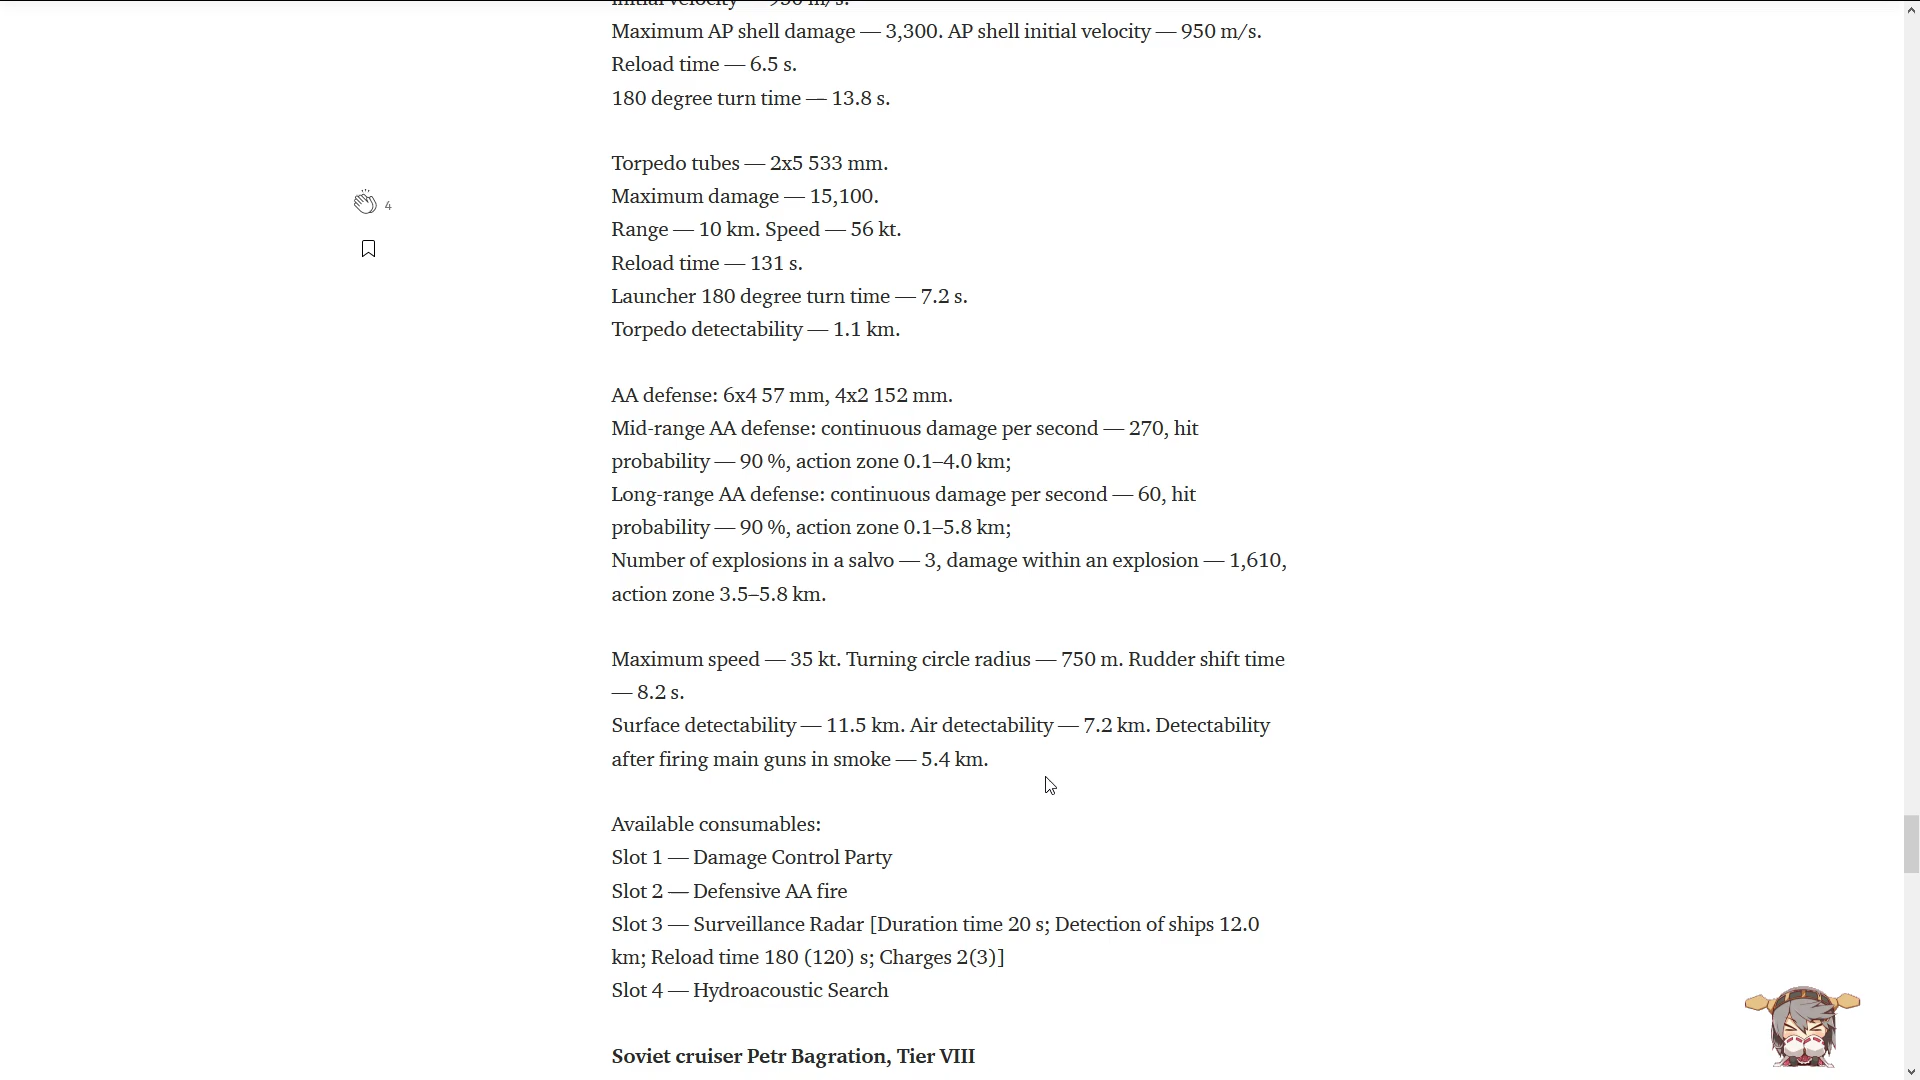 Initial velocity — 950 m/s.
Maximum AP shell damage — 3,300. AP shell initial velocity — 950 m/s.
Reload time — 6.5 s.
180 degree turn time — 13.8 s.
Torpedo tubes — 2x5 533 mm.
Maximum damage — 15,100.
4
Range — 10 km. Speed — 56 kt.
Reload time — 131 s.
Launcher 180 degree turn time — 7.2 s.
Torpedo detectability — 1.1 km.
AA defense: 6x4 57 mm, 4x2 152 mm.
Mid-range AA defense: continuous damage per second — 270, hit
probability — 90 %, action zone 0.1–4.0 km;
Long-range AA defense: continuous damage per second — 60, hit
probability — 90 %, action zone 0.1–5.8 km;
Number of explosions in a salvo — 3, damage within an explosion — 1,610,
action zone 3.5–5.8 km.
Maximum speed — 35 kt. Turning circle radius — 750 m. Rudder shift time
— 8.2 s.
Surface detectability — 11.5 km. Air detectability — 7.2 km. Detectability
after firing main guns in smoke — 5.4 km.
Available consumables:
Slot 1 — Damage Control Party
Slot 2 — Defensive AA fire
Slot 3 — Surveillance Radar [Duration time 20 s; Detection of ships 12.0
km; Reload time 180 (120) s; Charges 2(3)]
Slot 4 — Hydroacoustic Search
Soviet cruiser Petr Bagration, Tier VIII